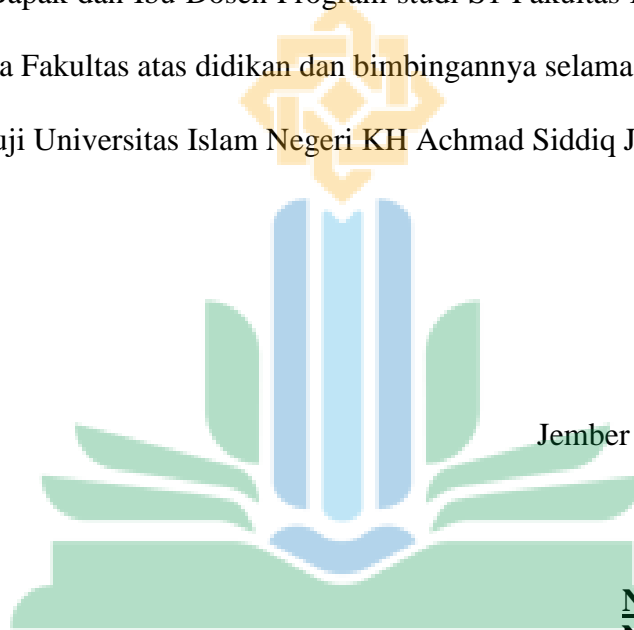 Bapak dan Ibu Dosen Program studi S1 Fakultas
a Fakultas atas didikan dan bimbingannya selama
uji Universitas Islam Negeri KH Achmad Siddiq J
Jember
N